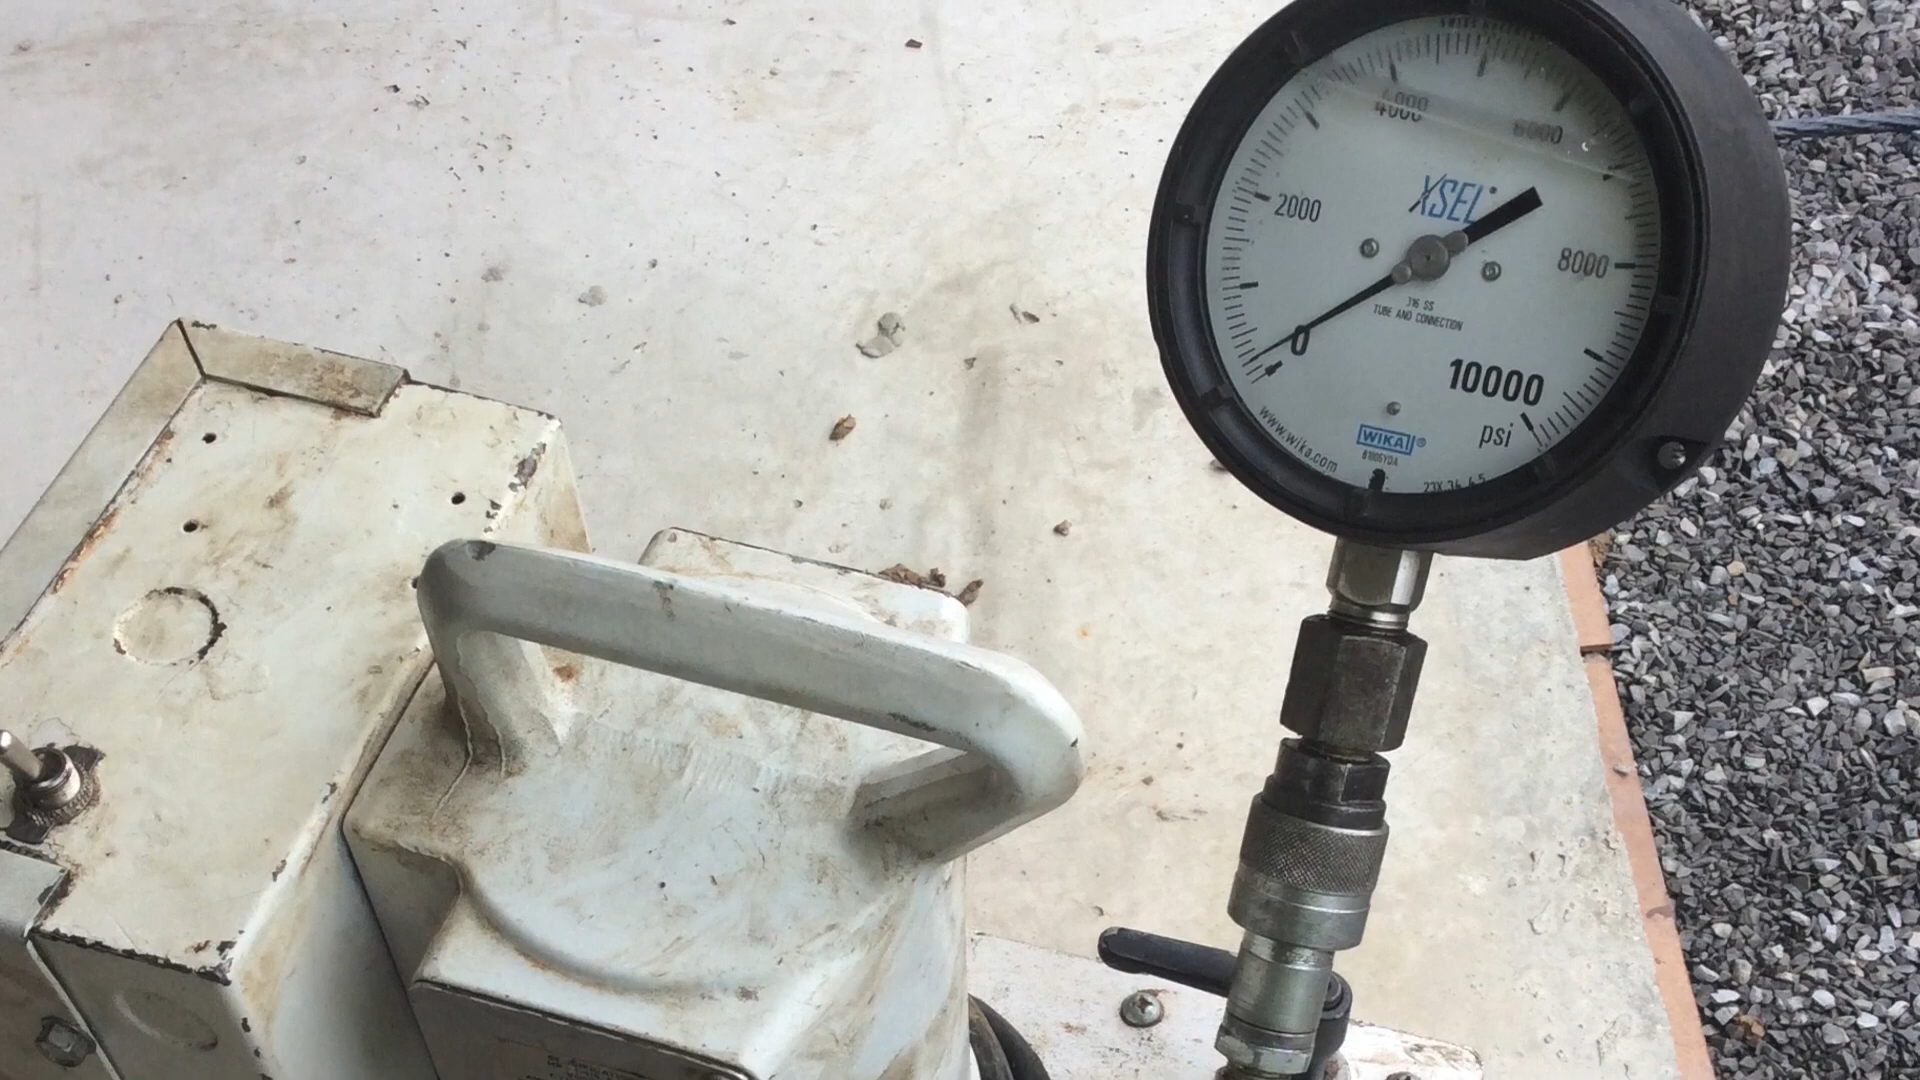 4000
6000
2000
XSEL
8000
0
316 SS
TUBE AND CONNECTION
10000
psi
www.wika.com
WIKA®